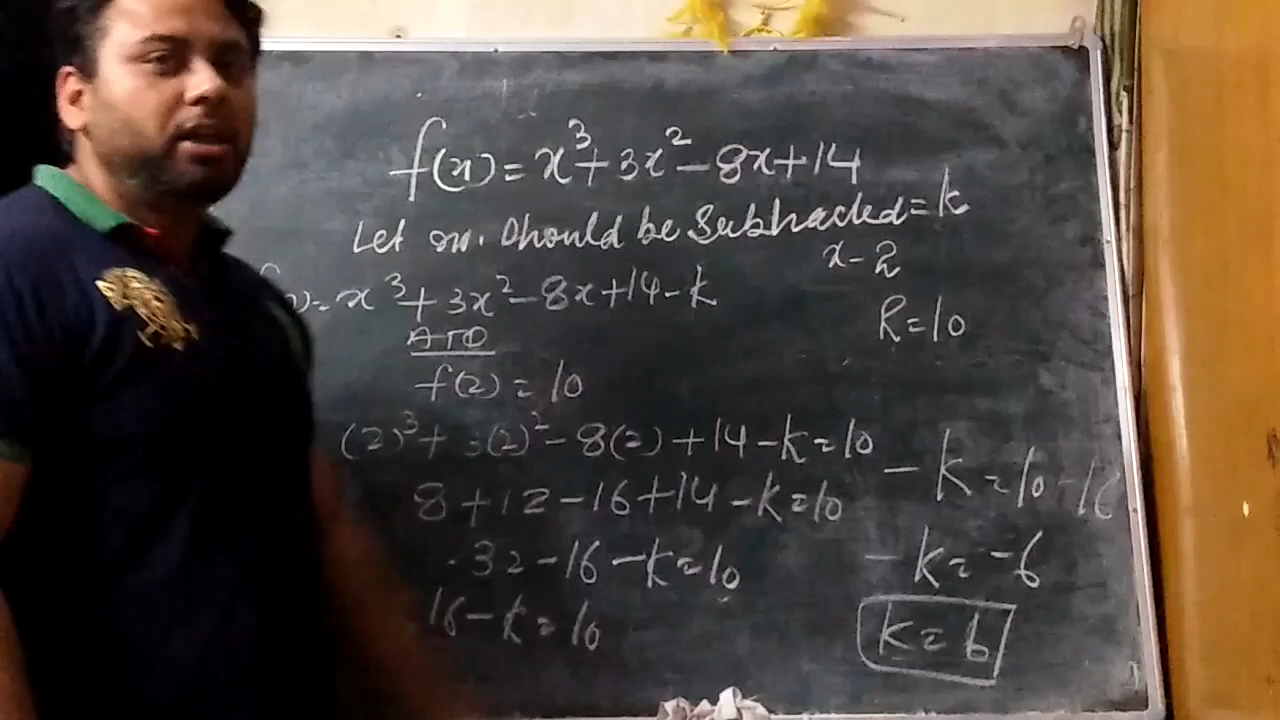 f(x) = x³ + 3x² - 8x + 14
Let no. should be Subtracted = k
x - 2
) = x³ + 3x² - 8x + 14 - k
R = 10
ATQ
f(2) = 10
(2)³ + 3(2)² - 8(2) + 14 - k = 10
8 + 12 - 16 + 14 - k = 10
32 - 16 - k = 10
16 - k = 10
- k = 10 - 16
- k = - 6
k = 6